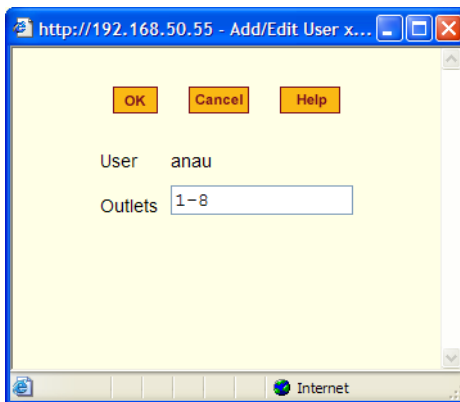 http://192.168.50.55 - Add/Edit User x...
OK Cancel Help
User anau
Outlets 1-8
Internet